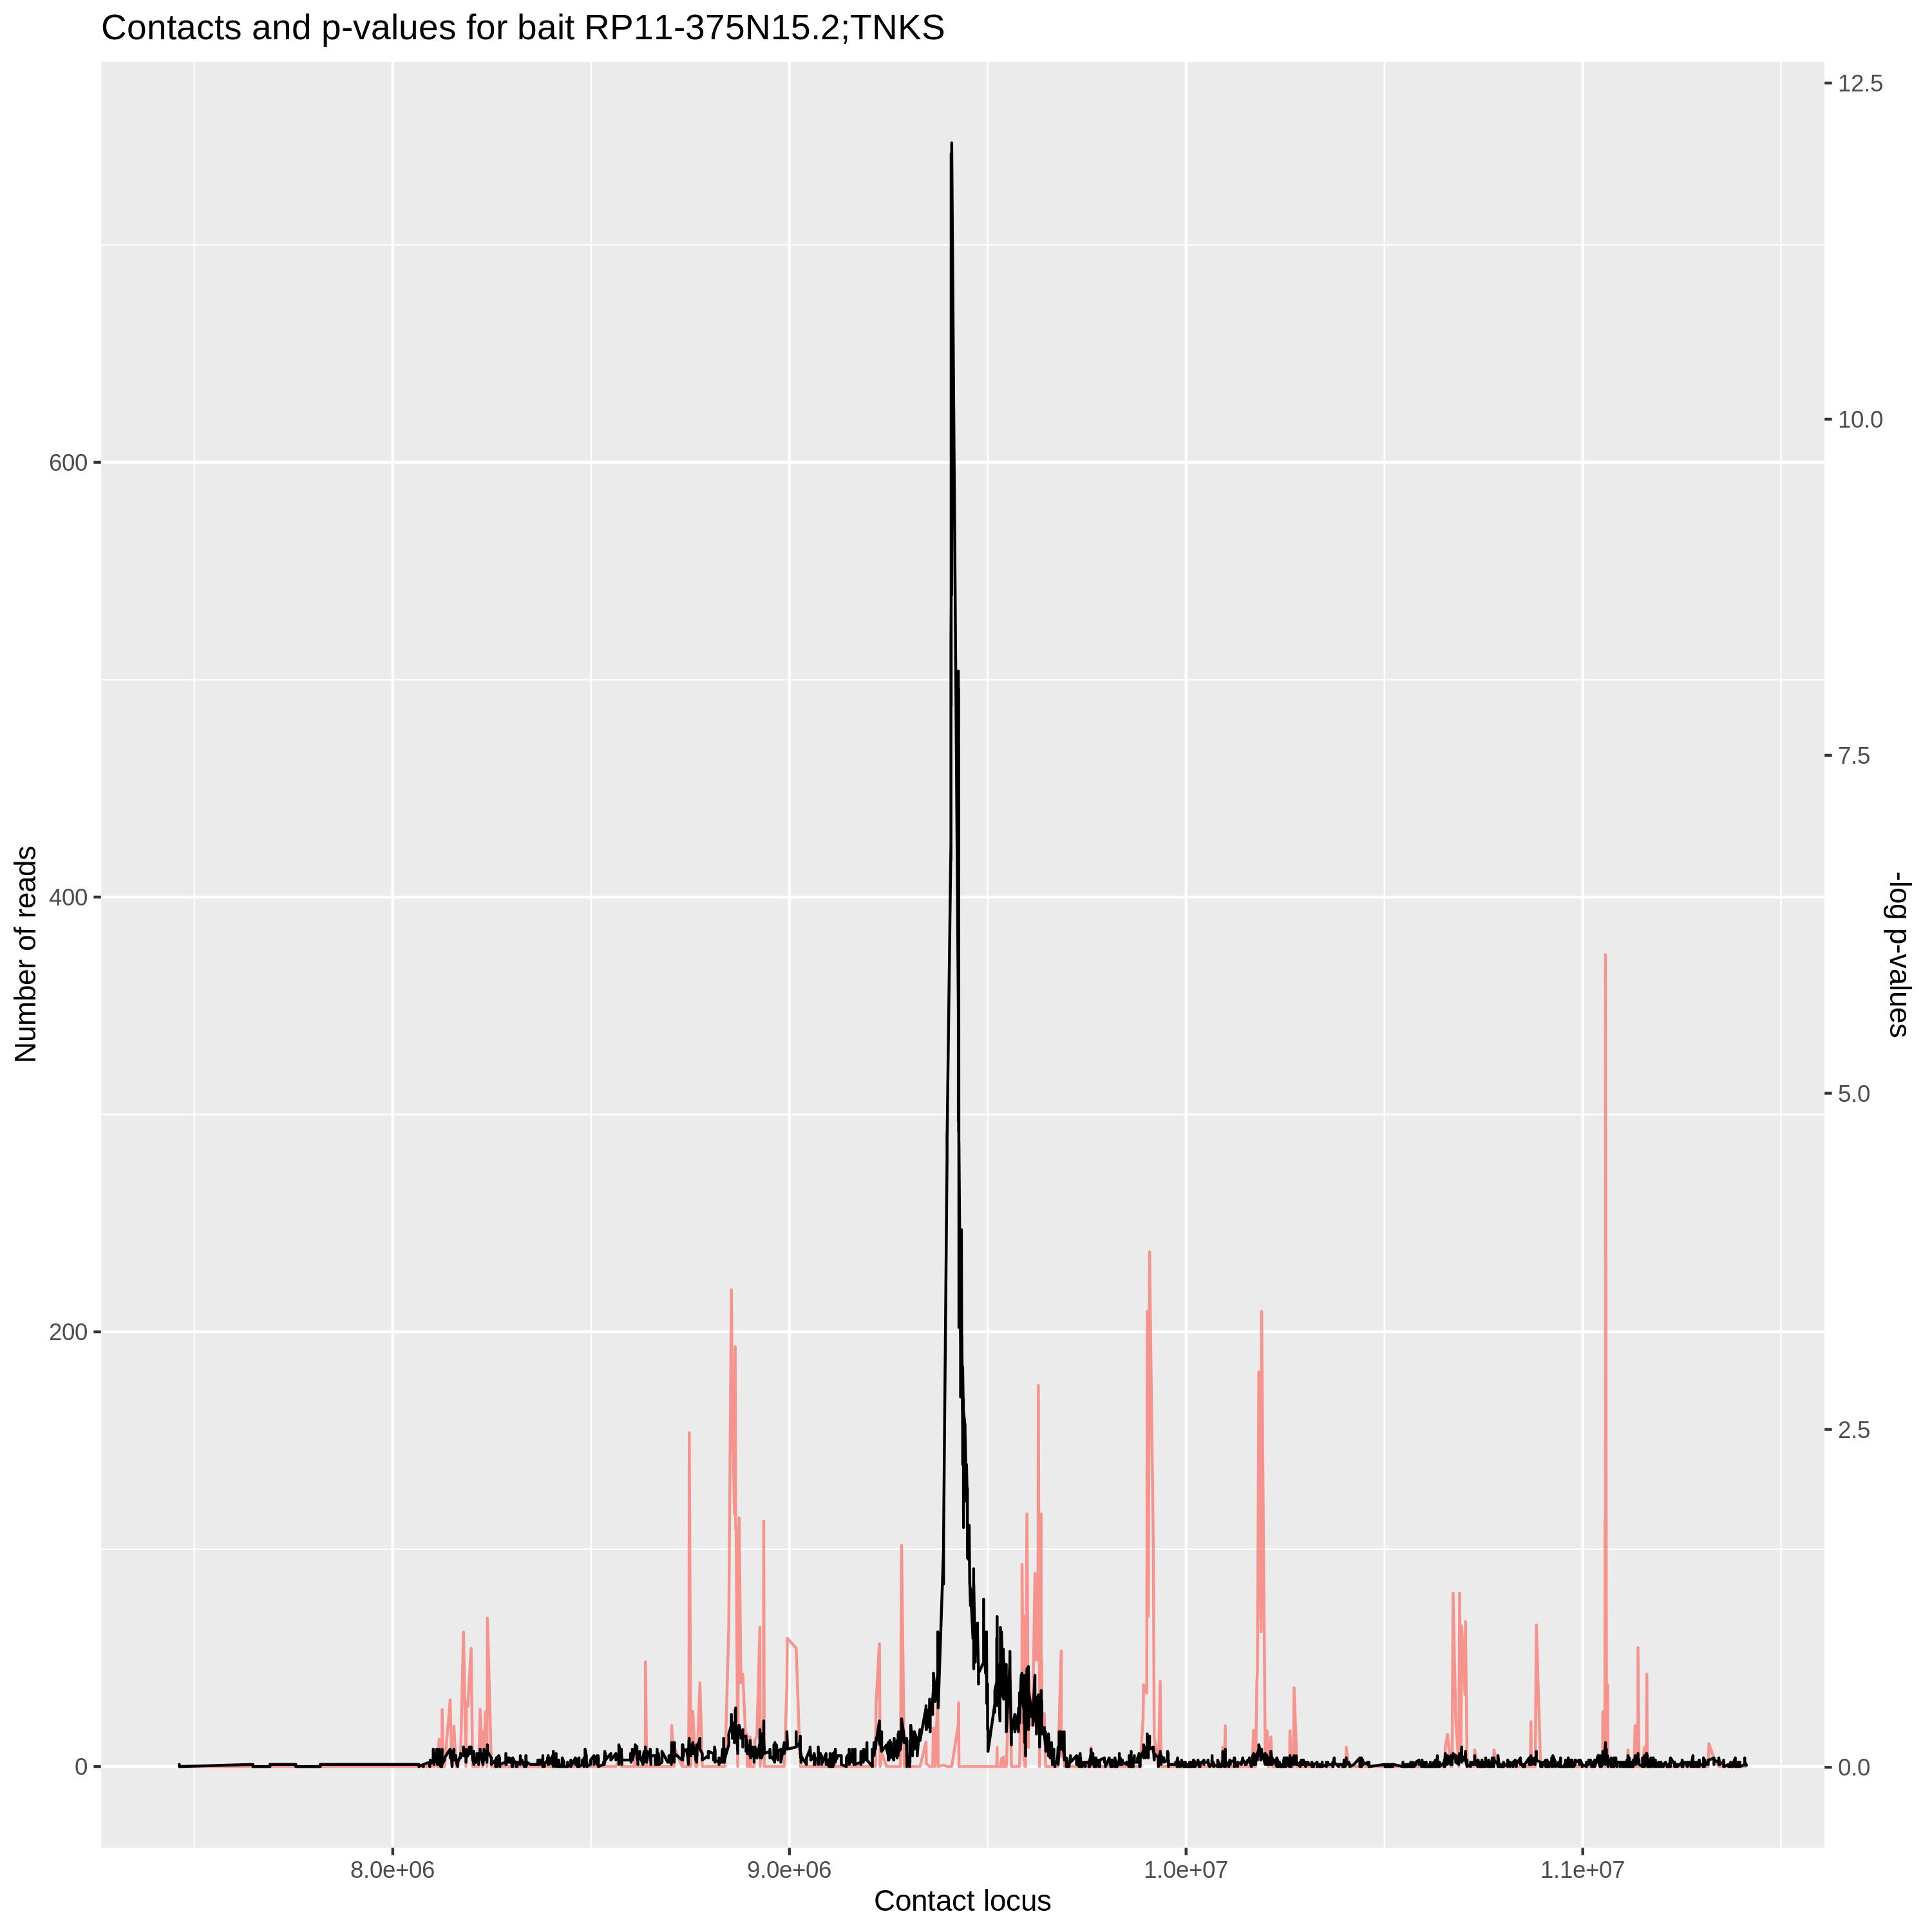 Contacts and p-values for bait RP11-375N15.2;TNKS
12.5
10.0
7.5
5.0
2.5
0.0
-log p-values
600
400
200
0
Number of reads
8.0e+06 9.0e+06 1.0e+07 1.1e+07
Contact locus